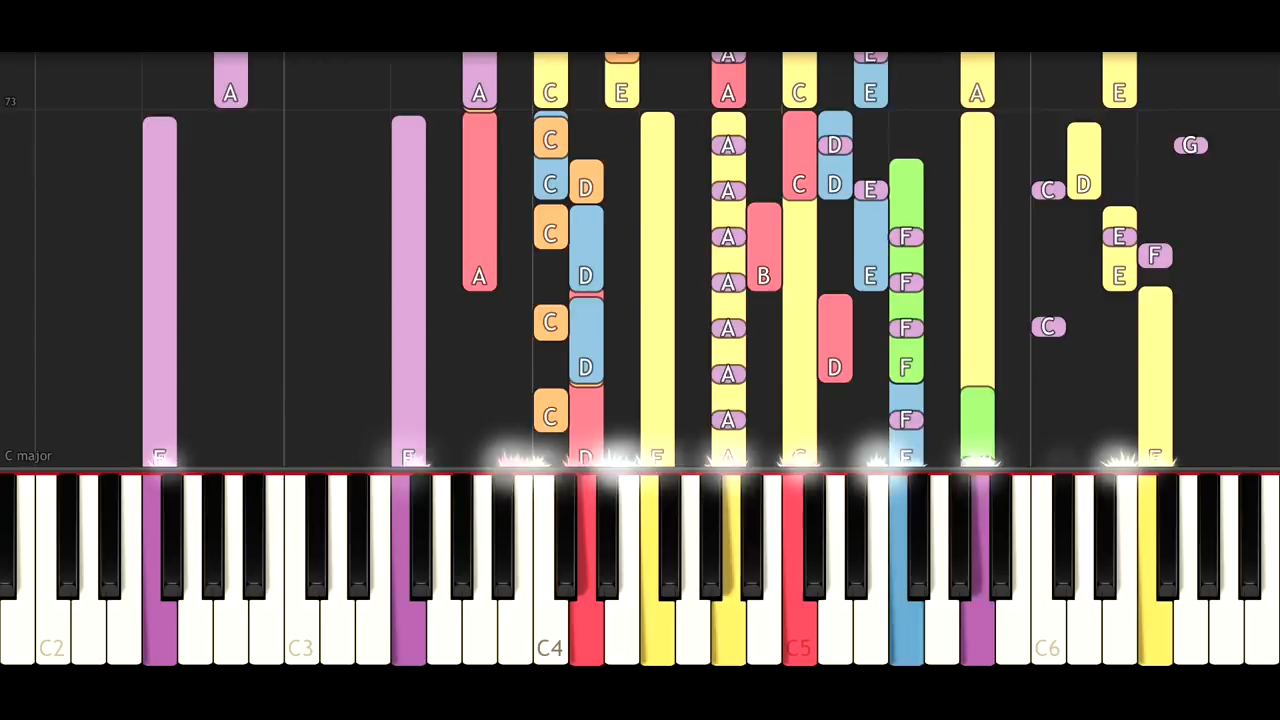 A A C E A C E A E
73
C A D G
C D A C D E C D
C A F E F
A D A B A E F E
C A F C
D A D F
C A F
C major
C2 C3 C4 C5 C6